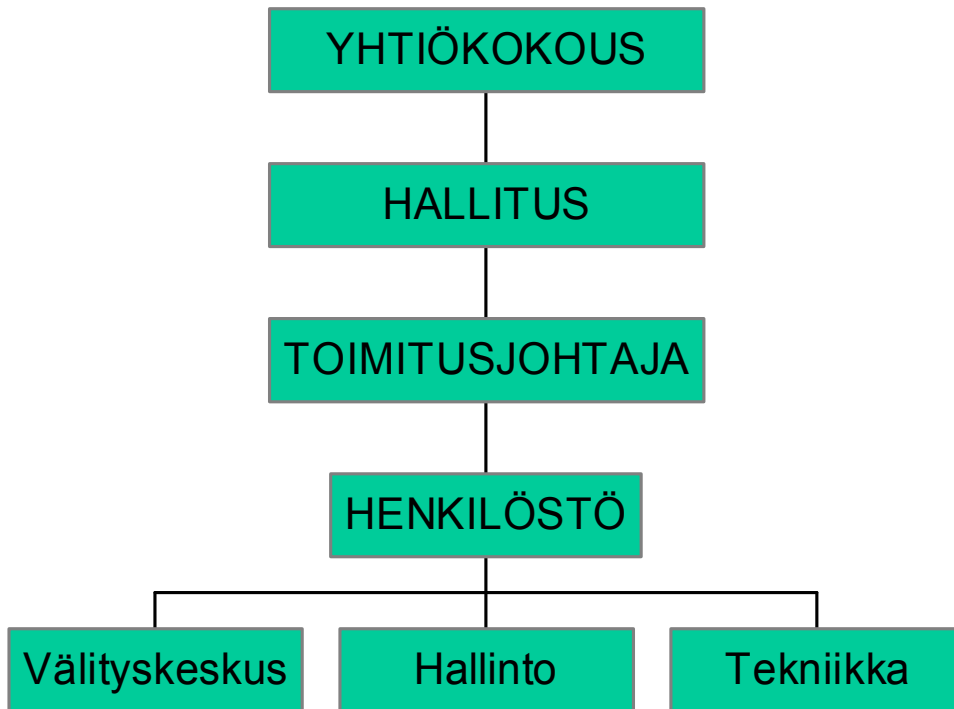 YHTIÖKOKOUS
HALLITUS
TOIMITUSJOHTAJA
HENKILÖSTÖ
Välityskeskus
Hallinto
Tekniikka